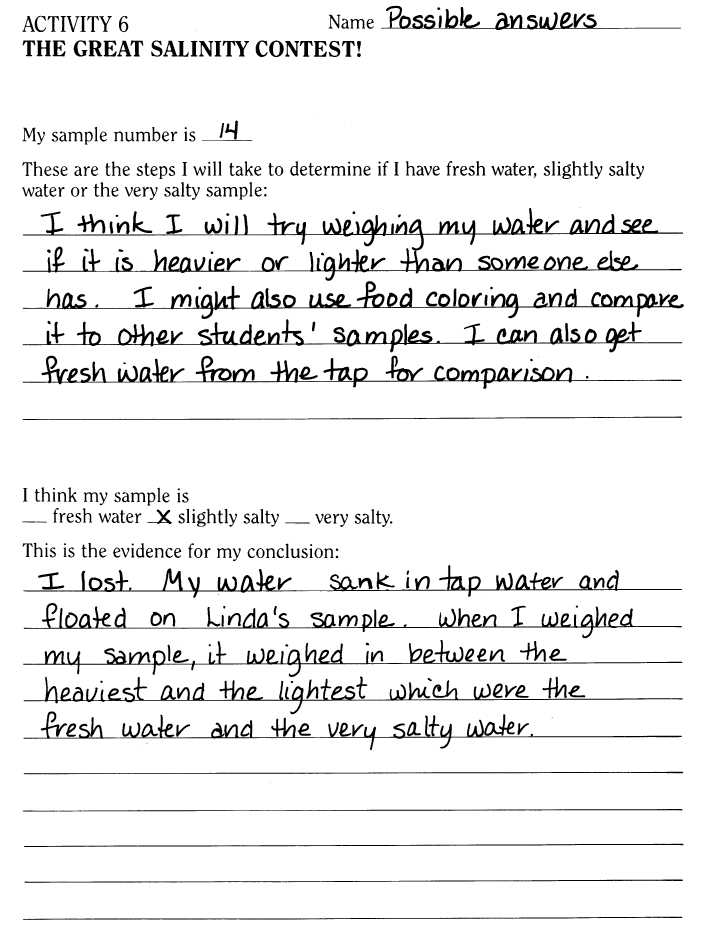 ACTIVITY 6 Name Possible answers
THE GREAT SALINITY CONTEST!
My sample number is 14
These are the steps I will take to determine if I have fresh water, slightly salty
water or the very salty sample:
I think I will try weighing my water and see
if it is heavier or lighter than someone else
has. I might also use food coloring and compare
it to other students' samples. I can also get
fresh water from the tap for comparison.
I think my sample is
__ fresh water X slightly salty __ very salty.
This is the evidence for my conclusion:
I lost. My water sank in tap water and
floated on Linda's sample. When I weighed
my sample, it weighed in between the
heaviest and the lightest which were the
fresh water and the very salty water.